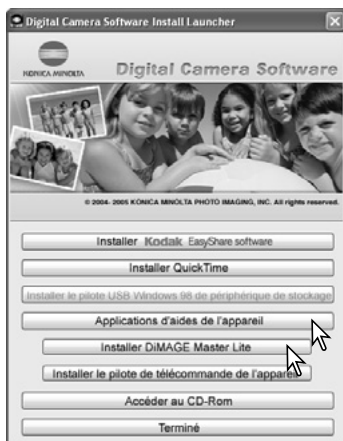 Digital Camera Software Install Launcher
KONICA MINOLTA
Digital Camera Software
© 2004- 2005 KONICA MINOLTA PHOTO IMAGING, INC. All rights reserved.
Installer Kodak EasyShare software
Installer QuickTime
Installer le pilote USB Windows 98 de périphérique de stockage
Applications d'aides de l'appareil
Installer DiMAGE Master Lite
Installer le pilote de télécommande de l'appareil
Accéder au CD-Rom
Terminé